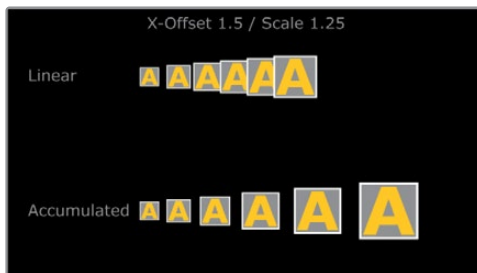 X-Offset 1.5 / Scale 1.25
Linear A A A A A A
Accumulated A A A A A A